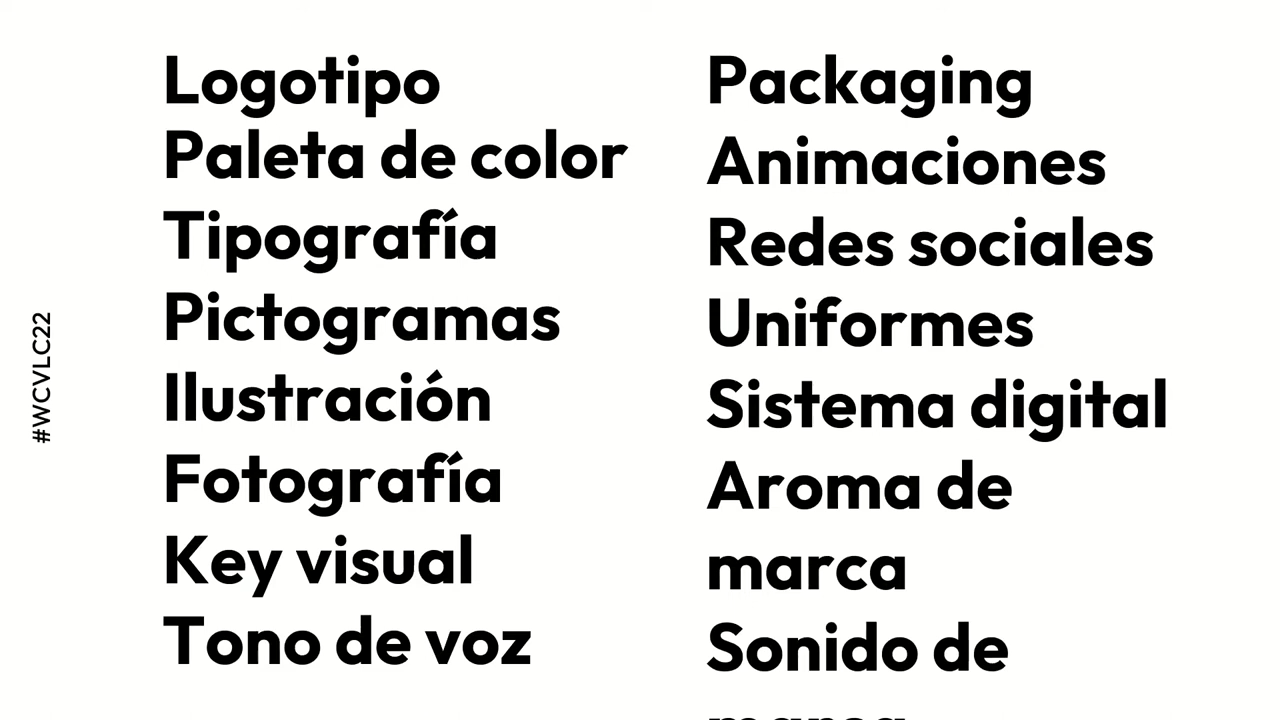 #WCVLC22
Logotipo
Paleta de color
Tipografía
Pictogramas
Ilustración
Fotografía
Key visual
Tono de voz
Packaging
Animaciones
Redes sociales
Uniformes
Sistema digital
Aroma de
marca
Sonido de